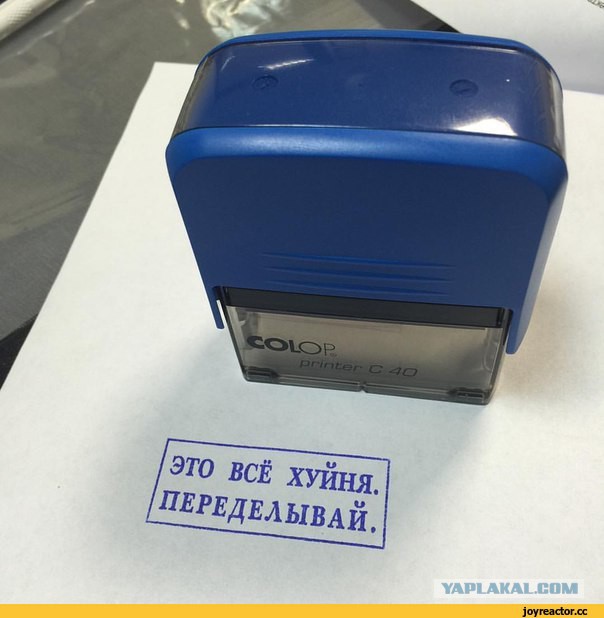 COLOP
printer C 40
ЭТО ВСЁ ХУЙНЯ.
ПЕРЕДЕЛЫВАЙ.
YAPLAKAL.COM
joyreactor.cc